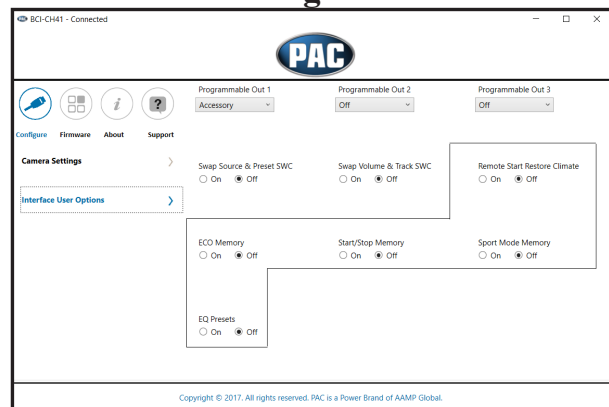 g
BCI-CH41 - Connected
PAC
PAC
Configure Firmware About Support
Camera Settings
Interface User Options
Programmable Out 1 Programmable Out 2 Programmable Out 3
Accessory Off Off
Swap Source & Preset SWC Swap Volume & Track SWC Remote Start Restore Climate
On Off On Off On Off
ECO Memory Start/Stop Memory Sport Mode Memory
On Off On Off On Off
EQ Presets
On Off
Copyright © 2017. All rights reserved. PAC is a Power Brand of AAMP Global.